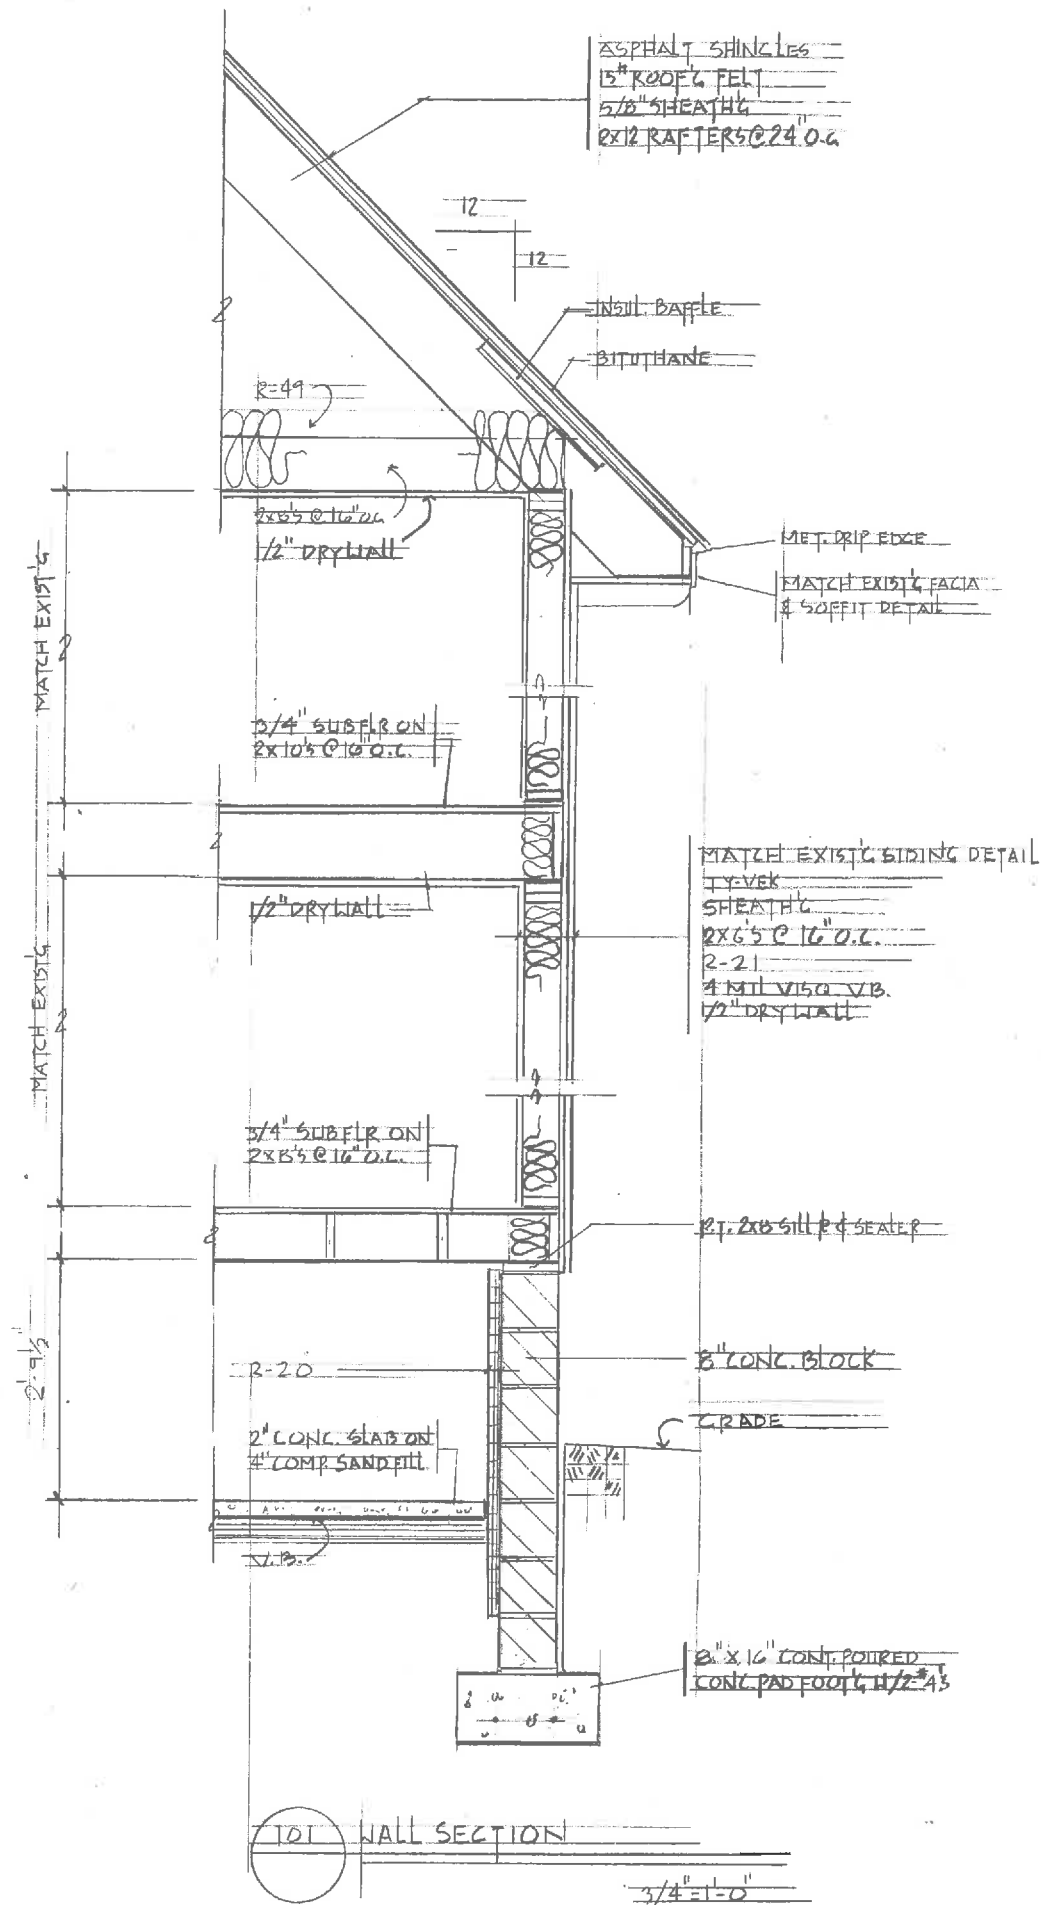 ASPHALT SHINGLES
15# ROOF'G FELT
5/8" SHEATH'G
2X12 RAFTERS @ 24" O.C.
12
12
INSUL. BAFFLE
BITUTHANE
R=49
2X8'S @ 16" O.C.
1/2" DRYWALL
MET. DRIP EDGE
MATCH EXIST'G FACIA
& SOFFIT DETAIL
MATCH EXIST'G
3/4" SUBFLR ON
2X10'S @ 16" O.C.
1/2" DRYWALL
MATCH EXIST'G SIDING DETAIL
TY-VEK
SHEATH'G
2X6'S @ 16" O.C.
R-21
4 MIL VISQ. V.B.
1/2" DRYWALL
MATCH EXIST'G
3/4" SUBFLR ON
2X8'S @ 16" O.C.
P.T. 2X8 SILL PL & SEALER
2'-9 1/2"
R-20
8" CONC. BLOCK
GRADE
2" CONC. SLAB ON
4" COMP. SAND FILL
V.B.
8" X 16" CONT. POURED
CONC. PAD FOOT'G W/2-#4'S
101 WALL SECTION
3/4"=1'-0"